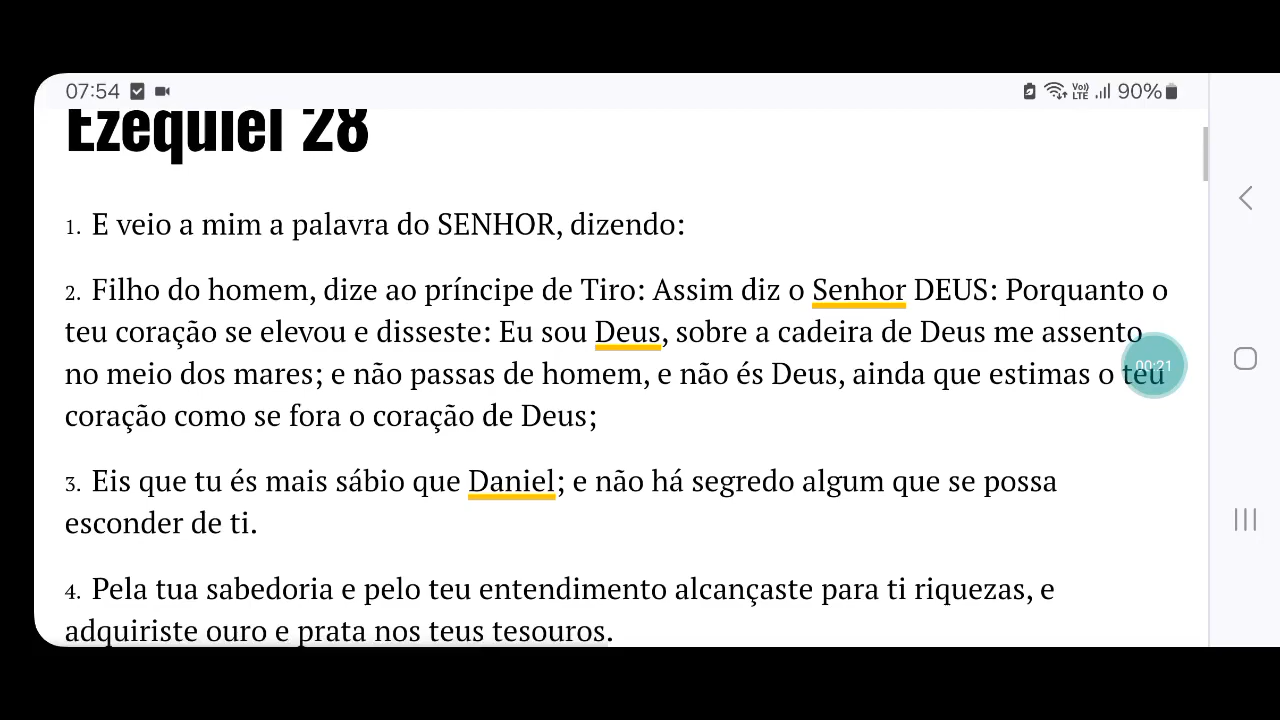 07:54
Vo)) LTE 90%
Ezequiel 28
1. E veio a mim a palavra do SENHOR, dizendo:
2. Filho do homem, dize ao príncipe de Tiro: Assim diz o Senhor DEUS: Porquanto o
teu coração se elevou e disseste: Eu sou Deus, sobre a cadeira de Deus me assento
no meio dos mares; e não passas de homem, e não és Deus, ainda que estimas o teu
00:21
coração como se fora o coração de Deus;
3. Eis que tu és mais sábio que Daniel; e não há segredo algum que se possa
esconder de ti.
4. Pela tua sabedoria e pelo teu entendimento alcançaste para ti riquezas, e
adquiriste ouro e prata nos teus tesouros.